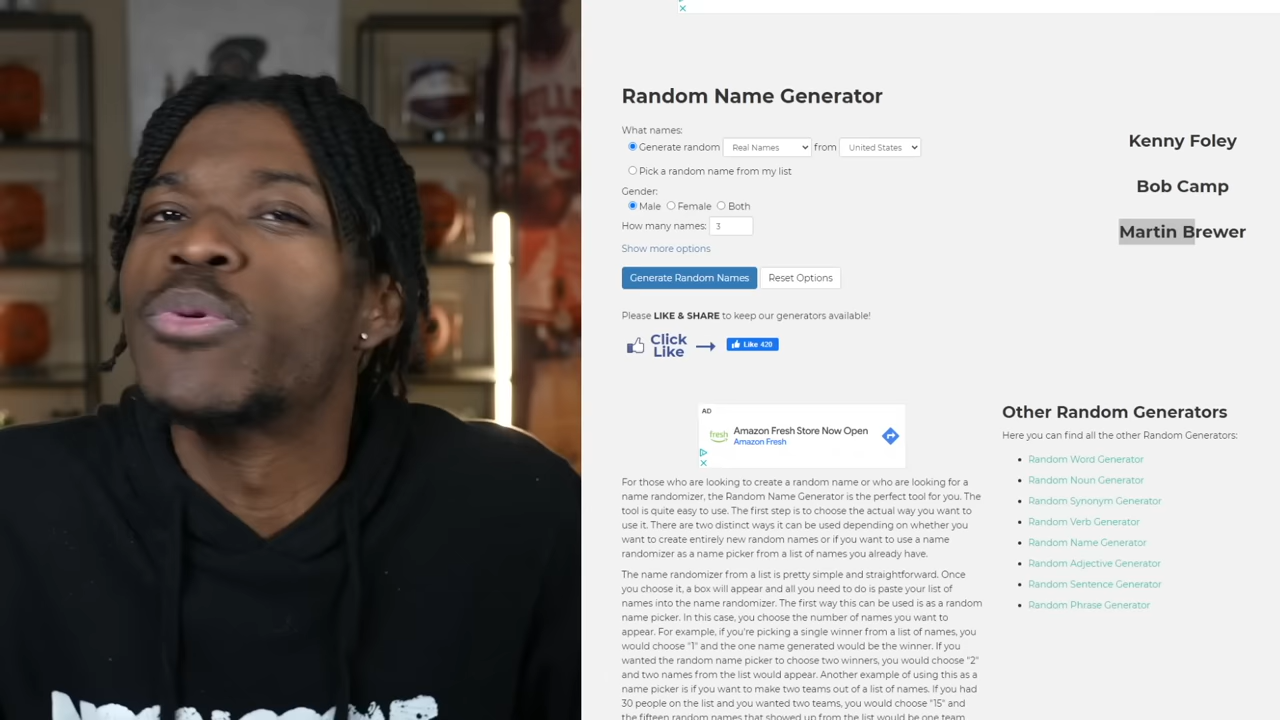 Random Name Generator
What names:
Generate random Real Names from United States
Pick a random name from my list
Gender:
Male Female Both
How many names: 3
Show more options
Generate Random Names Reset Options
Please LIKE & SHARE to keep our generators available!
Click
Like
Like 420
Kenny Foley
Bob Camp
Martin Brewer
AD
fresh
Amazon Fresh Store Now Open
Amazon Fresh
For those who are looking to create a random name or who are looking for a
name randomizer, the Random Name Generator is the perfect tool for you. The
tool is quite easy to use. The first step is to choose the actual way you want to
use it. There are two distinct ways it can be used depending on whether you
want to create entirely new random names or if you want to use a name
randomizer as a name picker from a list of names you already have.
The name randomizer from a list is pretty simple and straightforward. Once
you choose it, a box will appear and all you need to do is paste your list of
names into the name randomizer. The first way this can be used is as a random
name picker. In this case, you choose the number of names you want to
appear. For example, if you're picking a single winner from a list of names, you
would choose "1" and the one name generated would be the winner. If you
wanted the random name picker to choose two winners, you would choose "2"
and two names from the list would appear. Another example of using this as a
name picker is if you want to make two teams out of a list of names. If you had
30 people on the list and you wanted two teams, you would choose "15" and
the fifteen random names that showed up from the list would be one team
Other Random Generators
Here you can find all the other Random Generators:
Random Word Generator
Random Noun Generator
Random Synonym Generator
Random Verb Generator
Random Name Generator
Random Adjective Generator
Random Sentence Generator
Random Phrase Generator
23